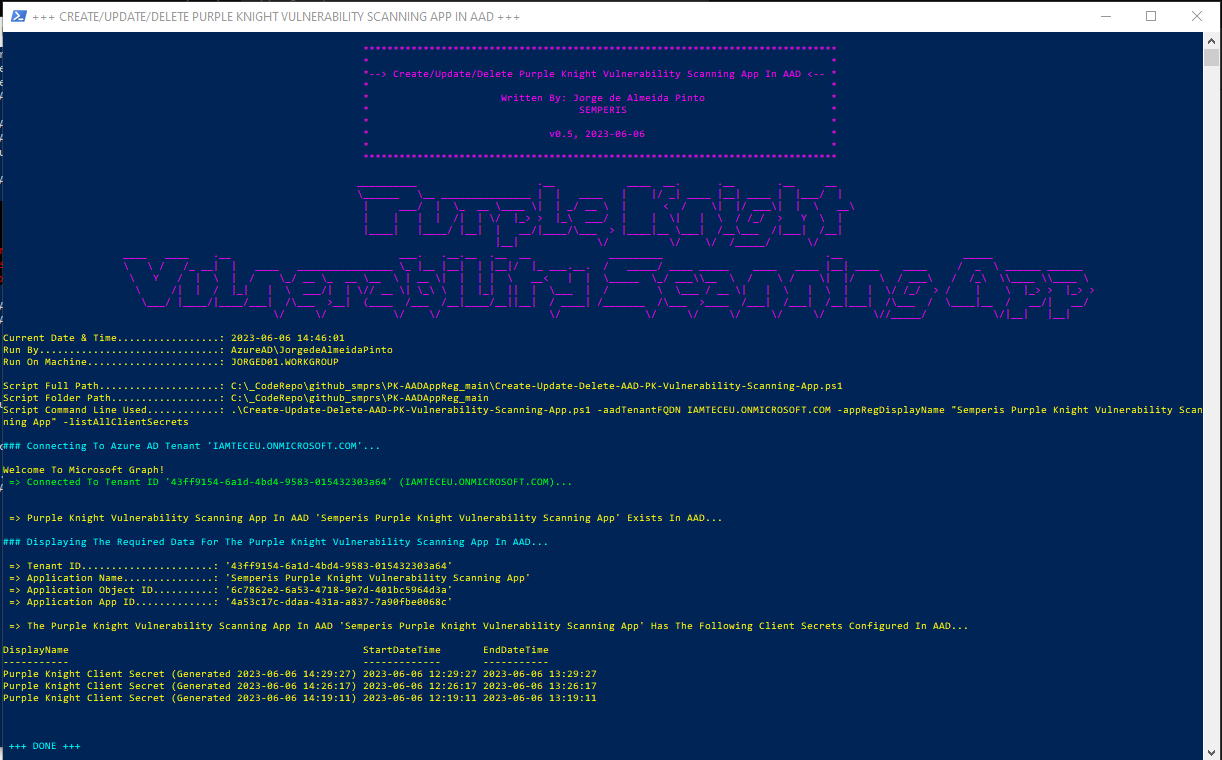 +++ CREATE/UPDATE/DELETE PURPLE KNIGHT VULNERABILITY SCANNING APP IN AAD +++
*******************************************************************************
* *
*--> Create/Update/Delete Purple Knight Vulnerability Scanning App In AAD <-- *
* *
* Written By: Jorge de Almeida Pinto *
* SEMPERIS *
* *
* v0.5, 2023-06-06 *
* *
*******************************************************************************
Purple Knight
Vulnerability Scanning App
Current Date & Time.................: 2023-06-06 14:46:01
Run By..............................: AzureAD\JorgedeAlmeidaPinto
Run On Machine......................: JORGED01.WORKGROUP
Script Full Path....................: C:\_CodeRepo\github_smprs\PK-AADAppReg_main\Create-Update-Delete-AAD-PK-Vulnerability-Scanning-App.ps1
Script Folder Path..................: C:\_CodeRepo\github_smprs\PK-AADAppReg_main
Script Command Line Used............: .\Create-Update-Delete-AAD-PK-Vulnerability-Scanning-App.ps1 -aadTenantFQDN IAMTECEU.ONMICROSOFT.COM -appRegDisplayName "Semperis Purple Knight Vulnerability Scan
ning App" -listAllClientSecrets
### Connecting To Azure AD Tenant 'IAMTECEU.ONMICROSOFT.COM'...
Welcome To Microsoft Graph!
=> Connected To Tenant ID '43ff9154-6a1d-4bd4-9583-015432303a64' (IAMTECEU.ONMICROSOFT.COM)...
=> Purple Knight Vulnerability Scanning App In AAD 'Semperis Purple Knight Vulnerability Scanning App' Exists In AAD...
### Displaying The Required Data For The Purple Knight Vulnerability Scanning App In AAD...
=> Tenant ID......................: '43ff9154-6a1d-4bd4-9583-015432303a64'
=> Application Name...............: 'Semperis Purple Knight Vulnerability Scanning App'
=> Application Object ID..........: '6c7862e2-6a53-4718-9e7d-401bc5964d3a'
=> Application App ID.............: '4a53c17c-ddaa-431a-a837-7a90fbe0068c'
=> The Purple Knight Vulnerability Scanning App In AAD 'Semperis Purple Knight Vulnerability Scanning App' Has The Following Client Secrets Configured In AAD...
DisplayName StartDateTime EndDateTime
----------- ------------- -----------
Purple Knight Client Secret (Generated 2023-06-06 14:29:27) 2023-06-06 12:29:27 2023-06-06 13:29:27
Purple Knight Client Secret (Generated 2023-06-06 14:26:17) 2023-06-06 12:26:17 2023-06-06 13:26:17
Purple Knight Client Secret (Generated 2023-06-06 14:19:11) 2023-06-06 12:19:11 2023-06-06 13:19:11
+++ DONE +++